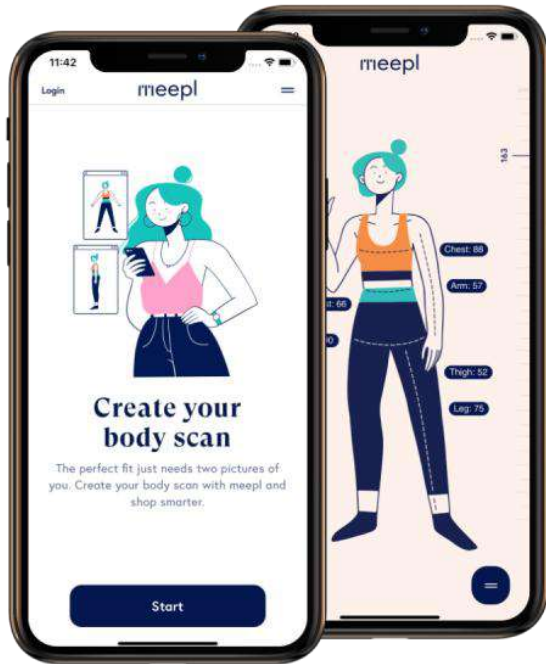 11:42
Login
meepl
Create your
body scan
The perfect fit just needs two pictures of
you. Create your body scan with meepl and
shop smarter.
Start
meepl
163
Chest: 88
Arm: 57
66
Thigh: 52
Leg: 75